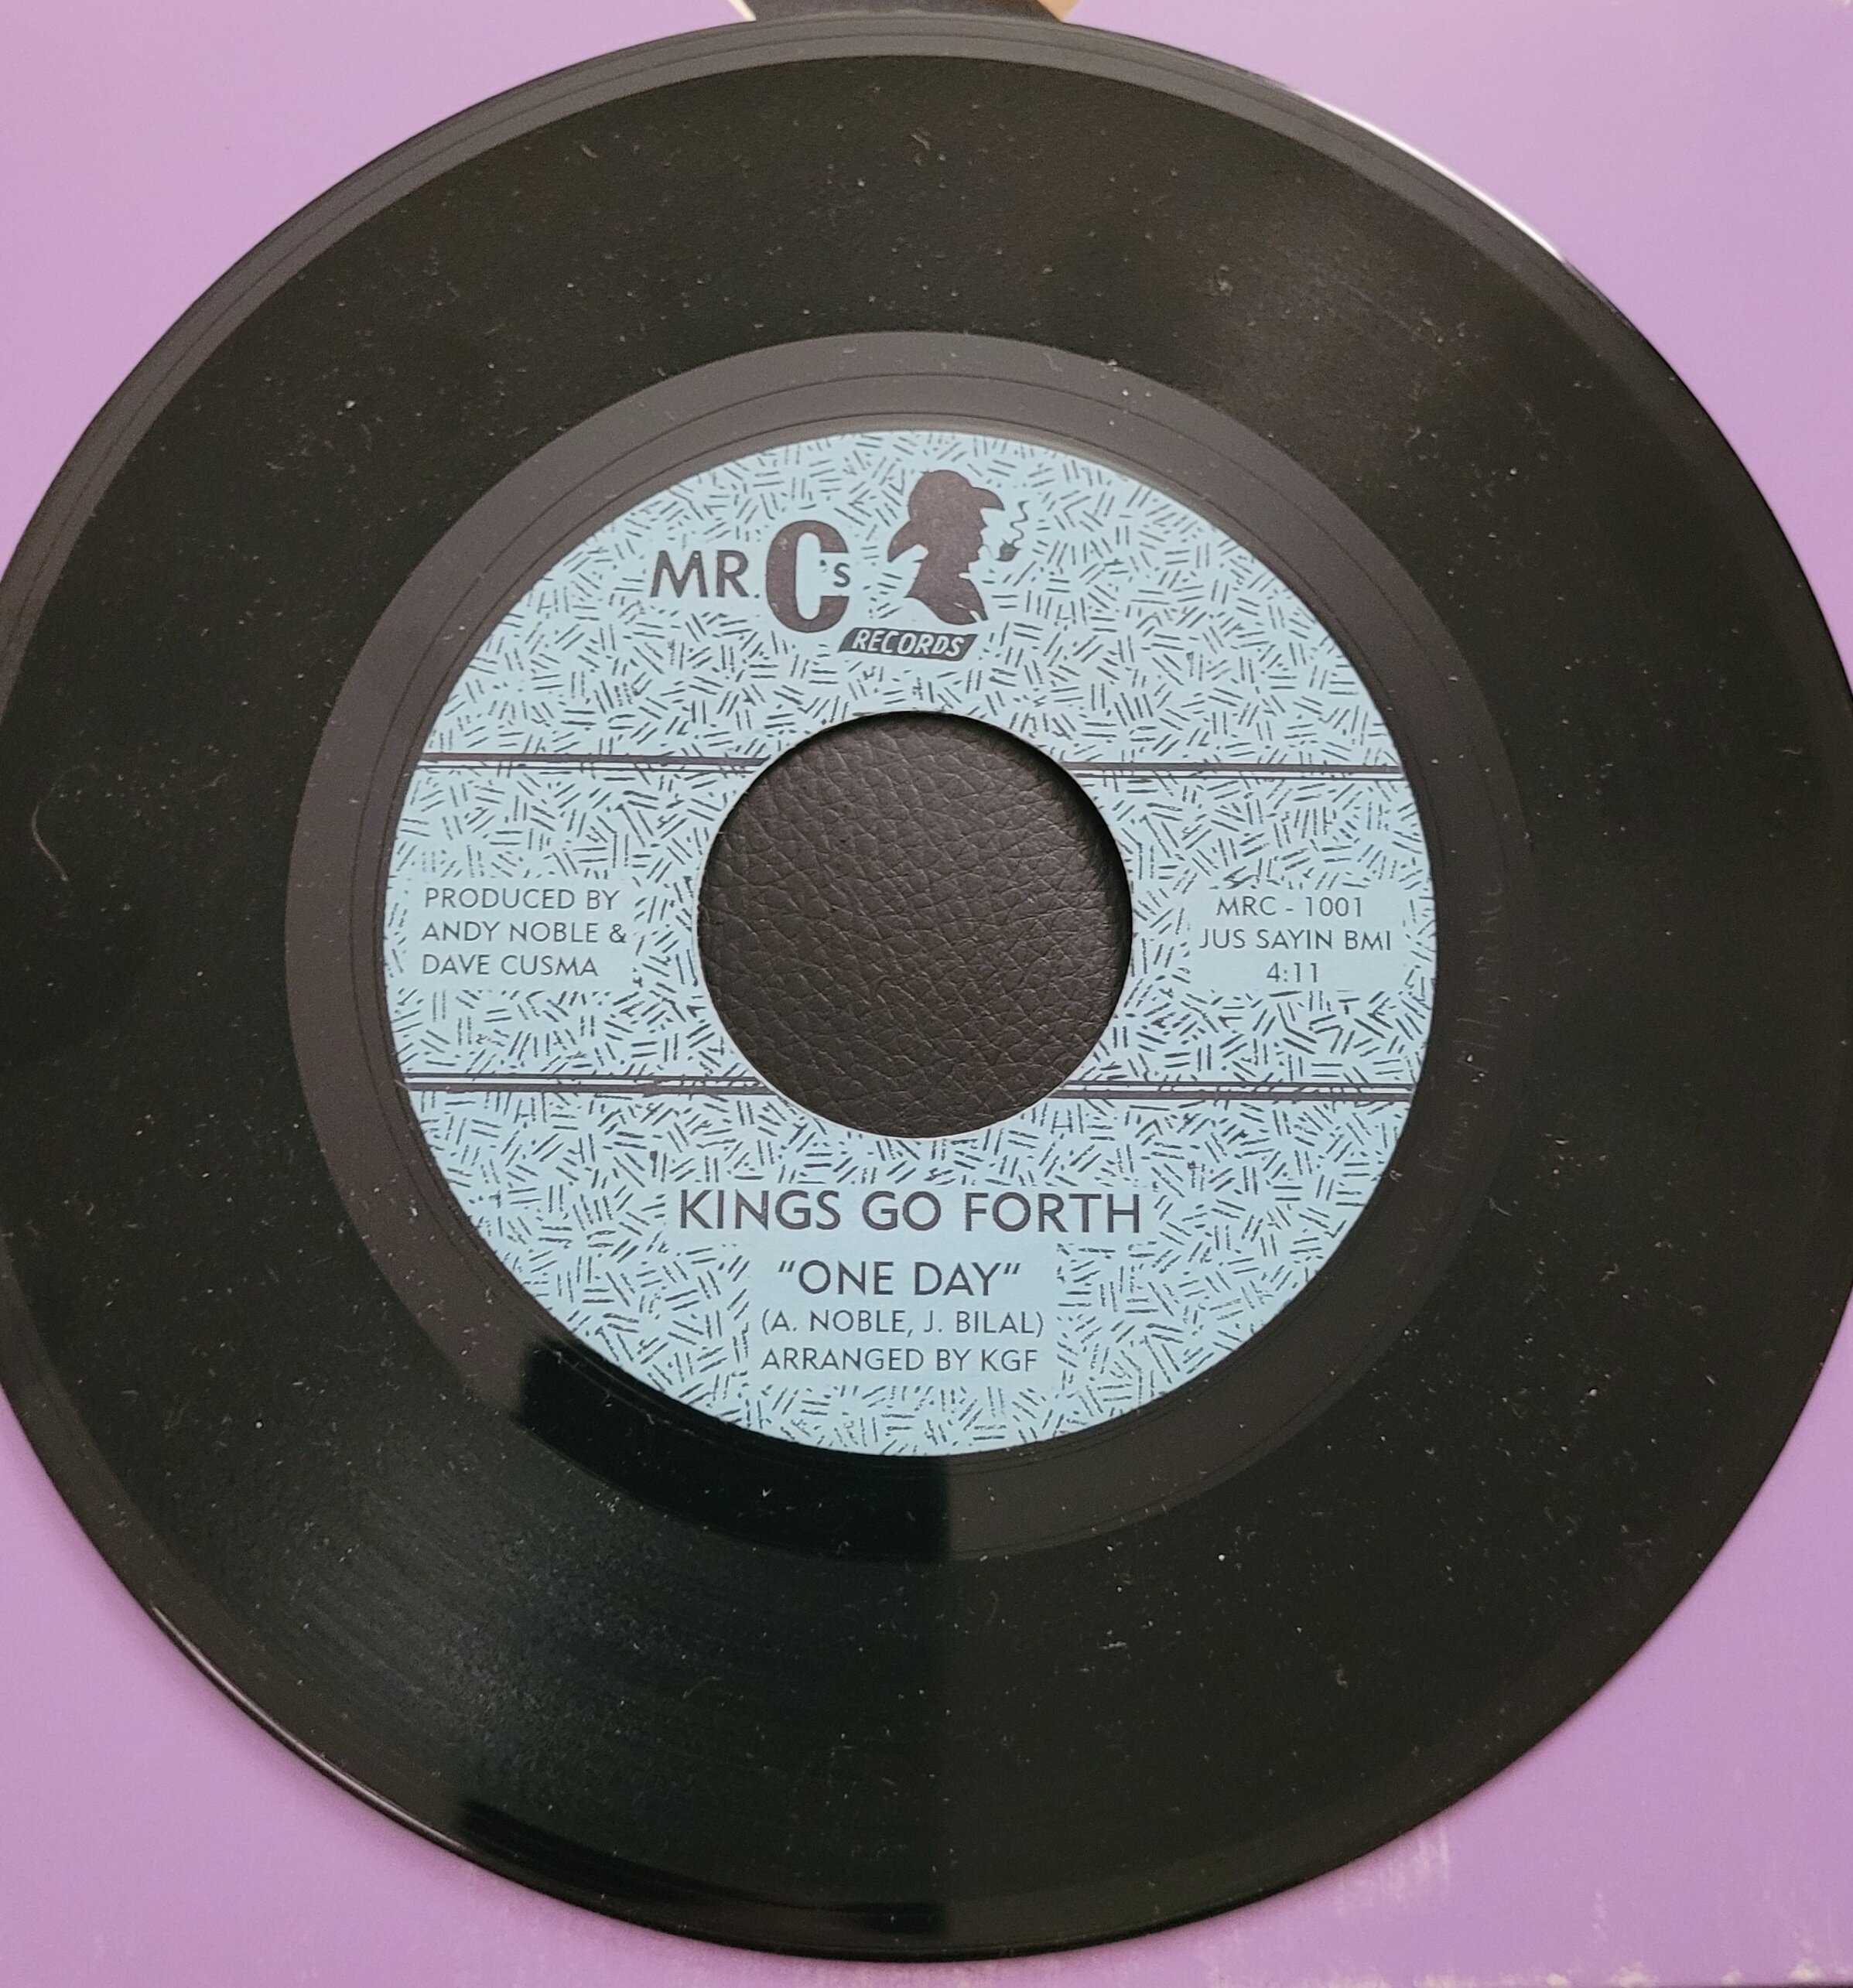 MR. C's
RECORDS
PRODUCED BY
ANDY NOBLE &
DAVE CUSMA
MRC - 1001
JUS SAYIN BMI
4:11
KINGS GO FORTH
"ONE DAY"
(A. NOBLE, J. BILAL)
ARRANGED BY KGF